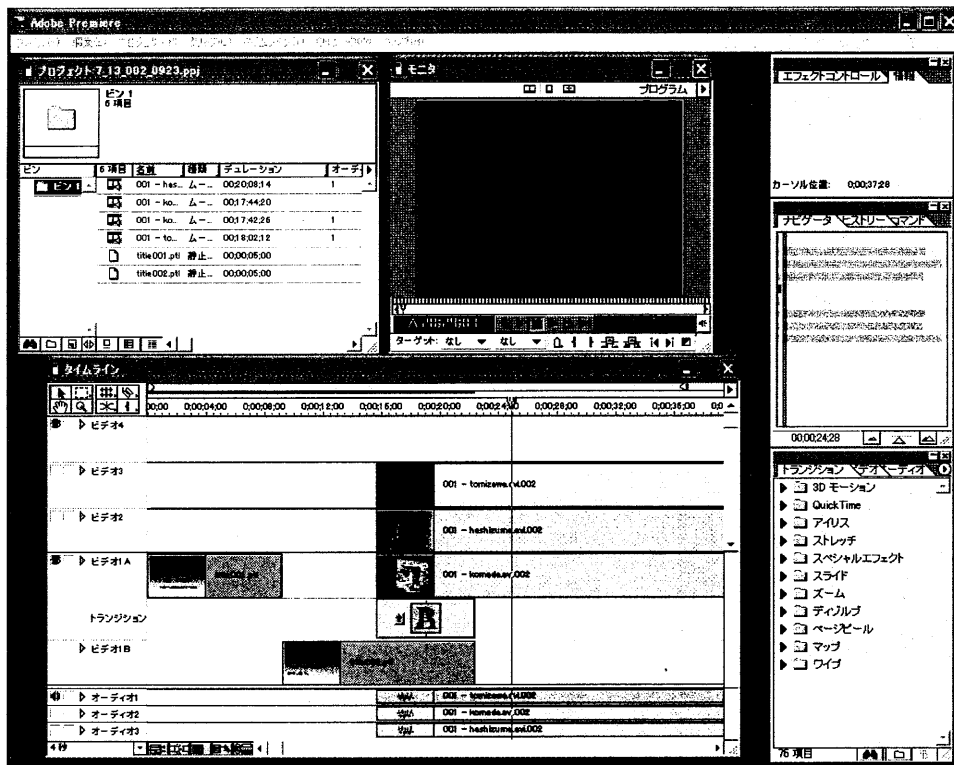 Adobe Premiere
プロジェクト:7_13_002_0923.ppj
ビン 1
6 項目
ビン
6 項目 名前 種類 デュレーション オーデ
ビン 1
001 - has... ムー... 00;20;08;14 1
001 - ko... ムー... 00;17;44;20
001 - ko... ムー... 00;17;42;26 1
001 - to... ムー... 00;18;02;12 1
title001.ptl 静止... 00;00;05;00
title002.ptl 静止... 00;00;05;00
モニタ
プログラム
ターゲット: なし なし
エフェクトコントロール 情報
カーソル位置: 0;00;37;28
ナビゲータ ヒストリー コマンド
00;00;24;28
タイムライン
00;00 0;00;04;00 0;00;08;00 0;00;12;00 0;00;16;00 0;00;20;00 0;00;24;00 0;00;28;00 0;00;32;00 0;00;36;00 0;0
ビデオ4
ビデオ3
001 - tomizawa.avi.002
ビデオ2
001 - hashizume.avi.002
ビデオ1A
001 - komeda.av.002
トランジション
B
ビデオ1B
オーディオ1
001 - tomizawa.avi.002
オーディオ2
001 - komeda.av.002
オーディオ3
001 - hashizume.avi.002
4 秒
トランジション デオ ーディオ
3D モーション
QuickTime
アイリス
ストレッチ
スペシャルエフェクト
スライド
ズーム
ディゾルブ
ページピール
マップ
ワイプ
75 項目